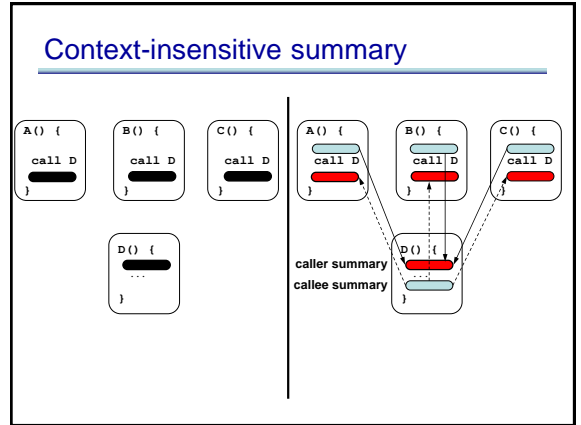 Context-insensitive summary
A() {
call D
}
B() {
call D
}
C() {
call D
}
D() {
...
}
A() {
call D
}
B() {
call D
}
C() {
call D
}
D() {
caller summary
...
callee summary
}